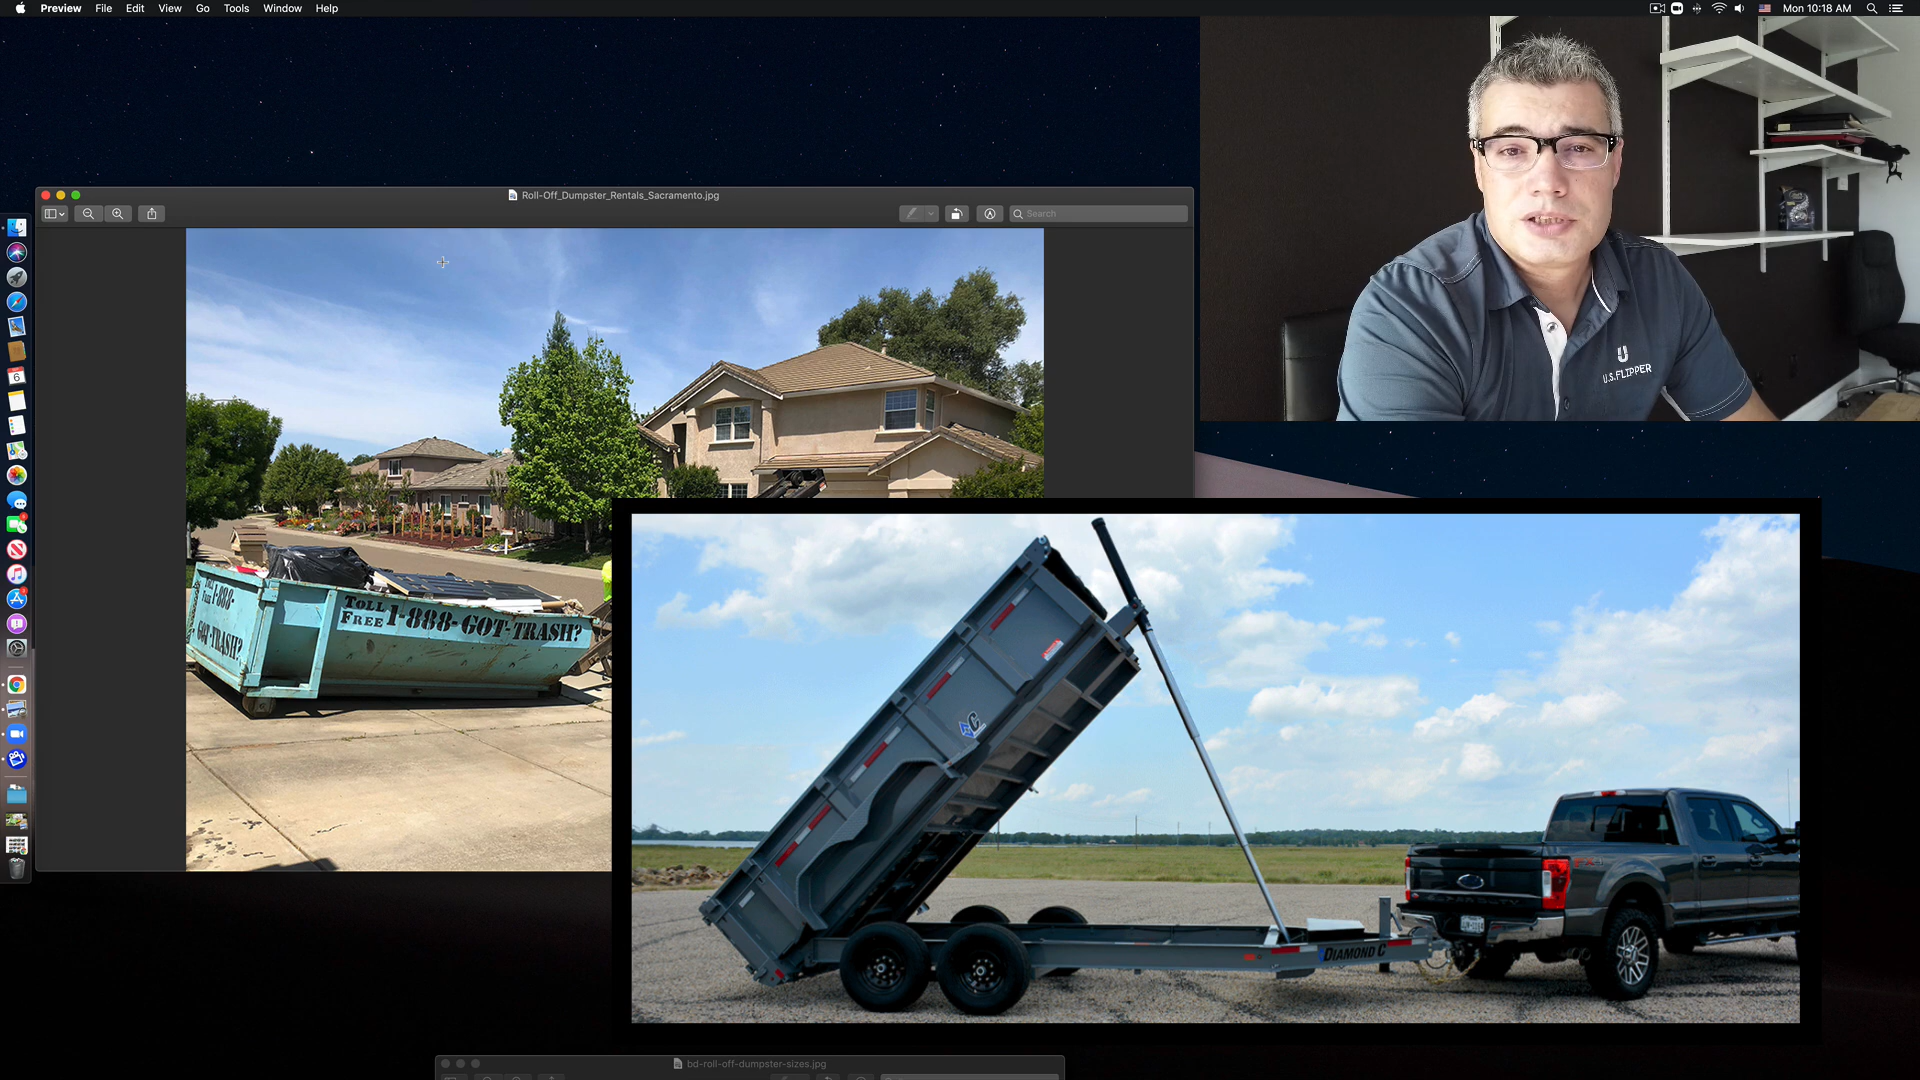 Preview File Edit View Go Tools Window Help
Mon 10:18 AM
Roll-Off_Dumpster_Rentals_Sacramento.jpg
Search
U
U.S.FLIPPER
6
1-888-
GOT-TRASH?
TOLL
FREE 1-888-GOT-TRASH?
DIAMOND C
bd-roll-off-dumpster-sizes.jpg